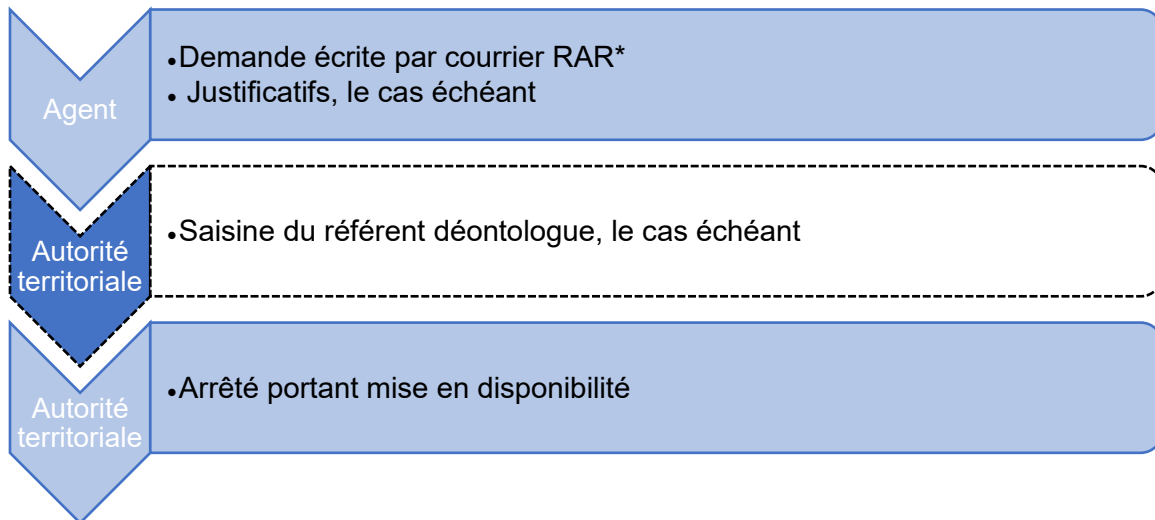 Agent
•Demande écrite par courrier RAR*
• Justificatifs, le cas échéant
Autorité
territoriale
•Saisine du référent déontologue, le cas échéant
Autorité
territoriale
•Arrêté portant mise en disponibilité